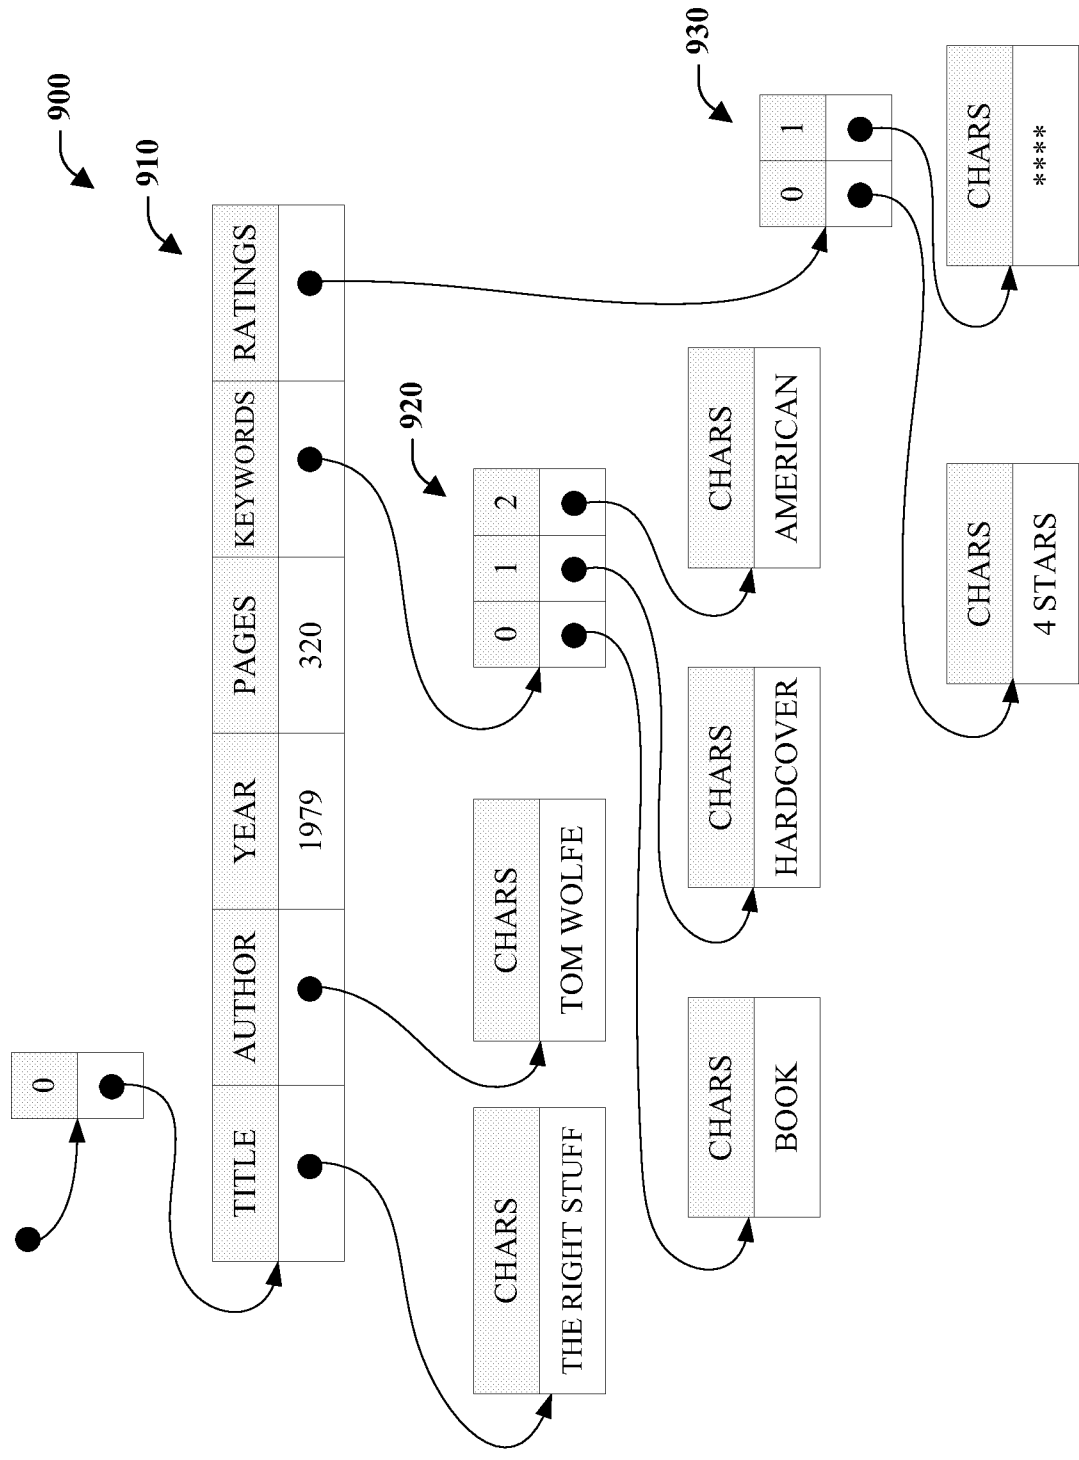 900
0
910
TITLE AUTHOR YEAR PAGES KEYWORDS RATINGS
1979 320
920
CHARS CHARS 0 1 2
THE RIGHT STUFF TOM WOLFE
930
CHARS CHARS CHARS 0 1
BOOK HARDCOVER AMERICAN
CHARS CHARS
4 STARS ****